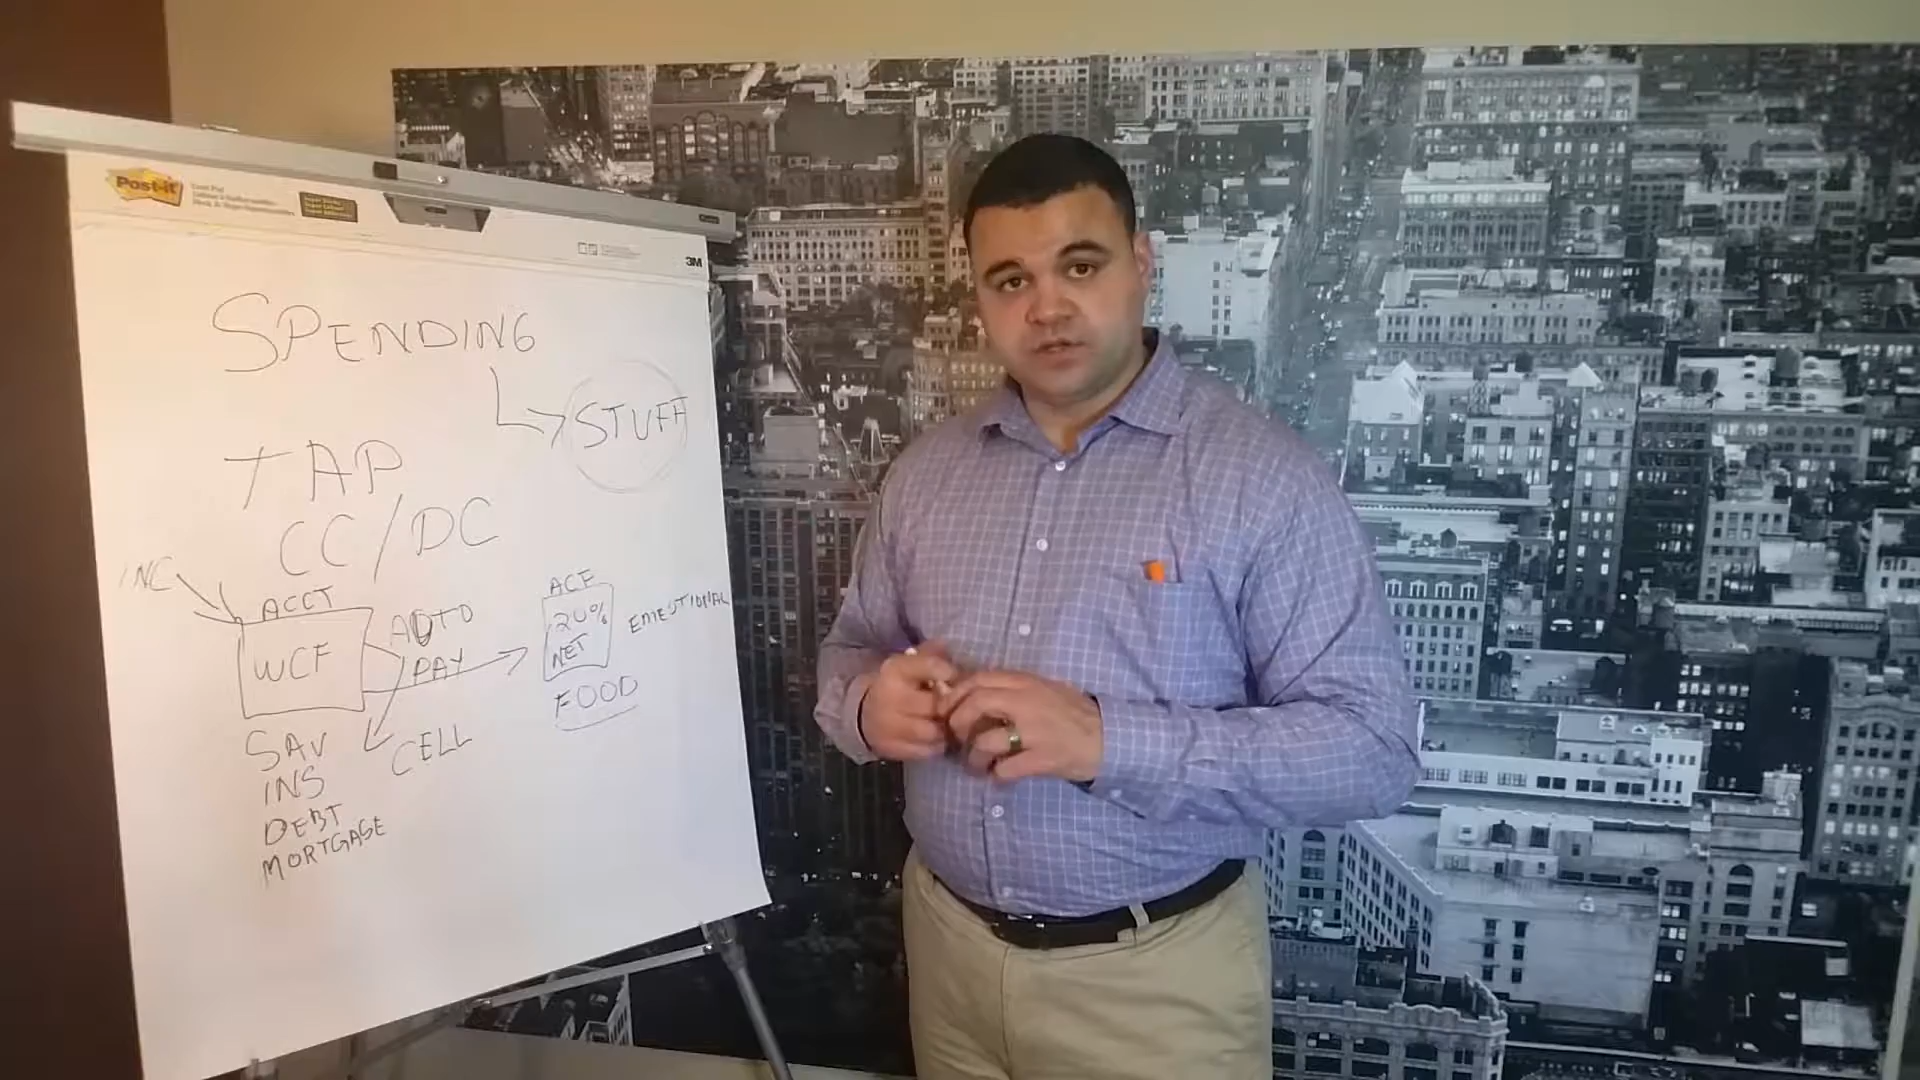 Post-it
3M
SPENDING
STUFF
TAP
CC/DC
INC
ACCT
WCF
AUTO
PAY
ACF
20%
NET
EMOTIONAL
FOOD
SAV
CELL
INS
DEBT
MORTGAGE